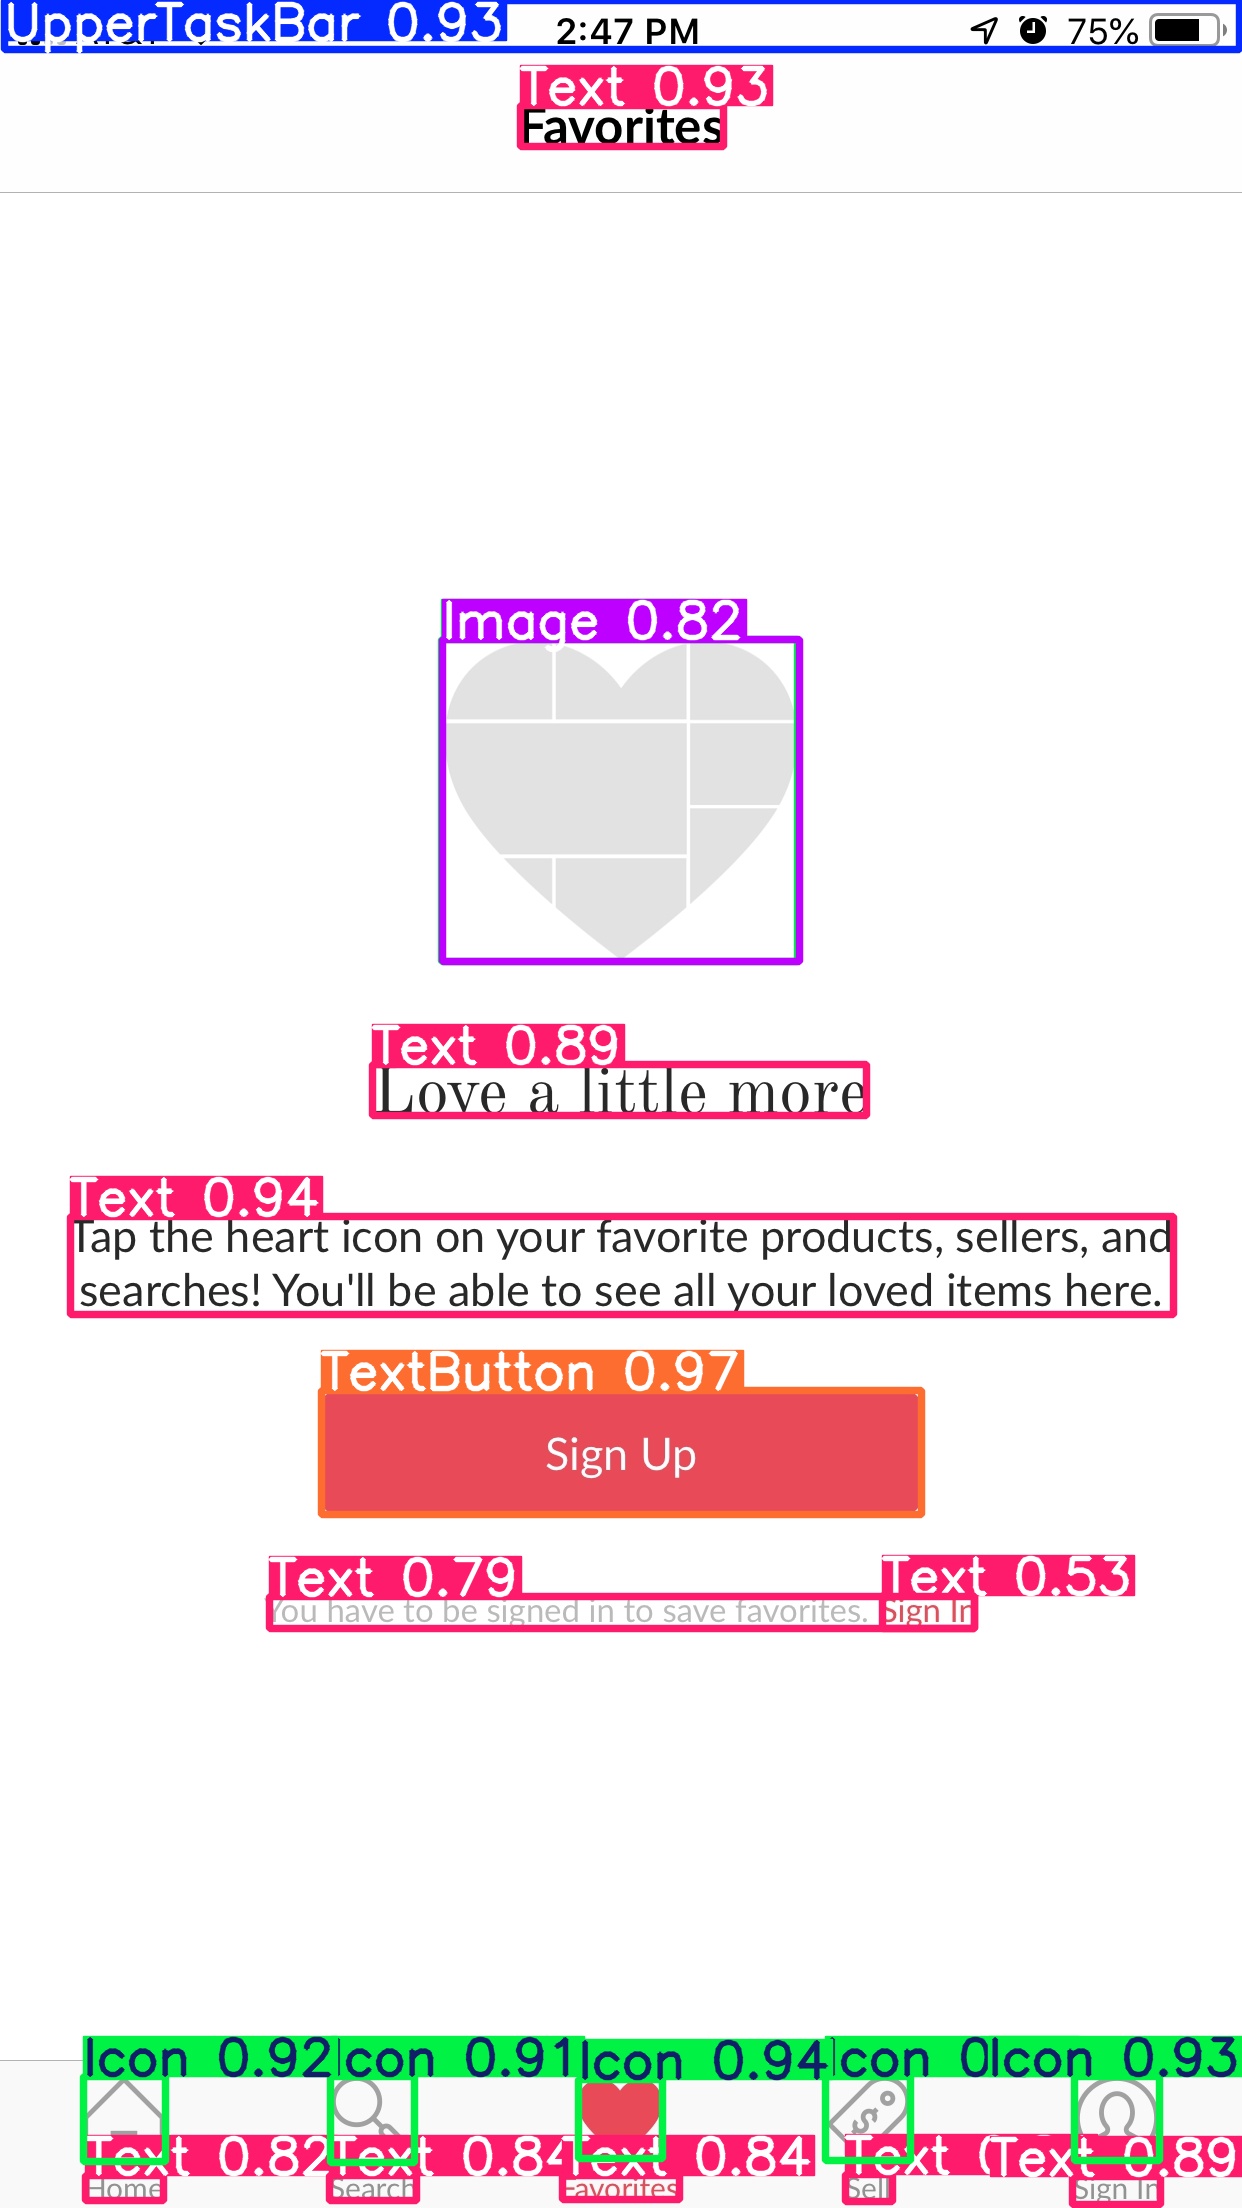 UpperTaskBar 0.93
2:47 PM
75%
Text 0.93
Favorites
Image 0.82
Text 0.89
Love a little more
Text 0.94
Tap the heart icon on your favorite products, sellers, and
searches! You'll be able to see all your loved items here.
TextButton 0.97
Sign Up
Text 0.79 Text 0.53
You have to be signed in to save favorites. Sign In
Icon 0.92 Icon 0.91 Icon 0.94 Icon Icon 0.93
Text 0.82 Text 0.84 Text 0.84 Text Text 0.89
Home Search Favorites Sell Sign In